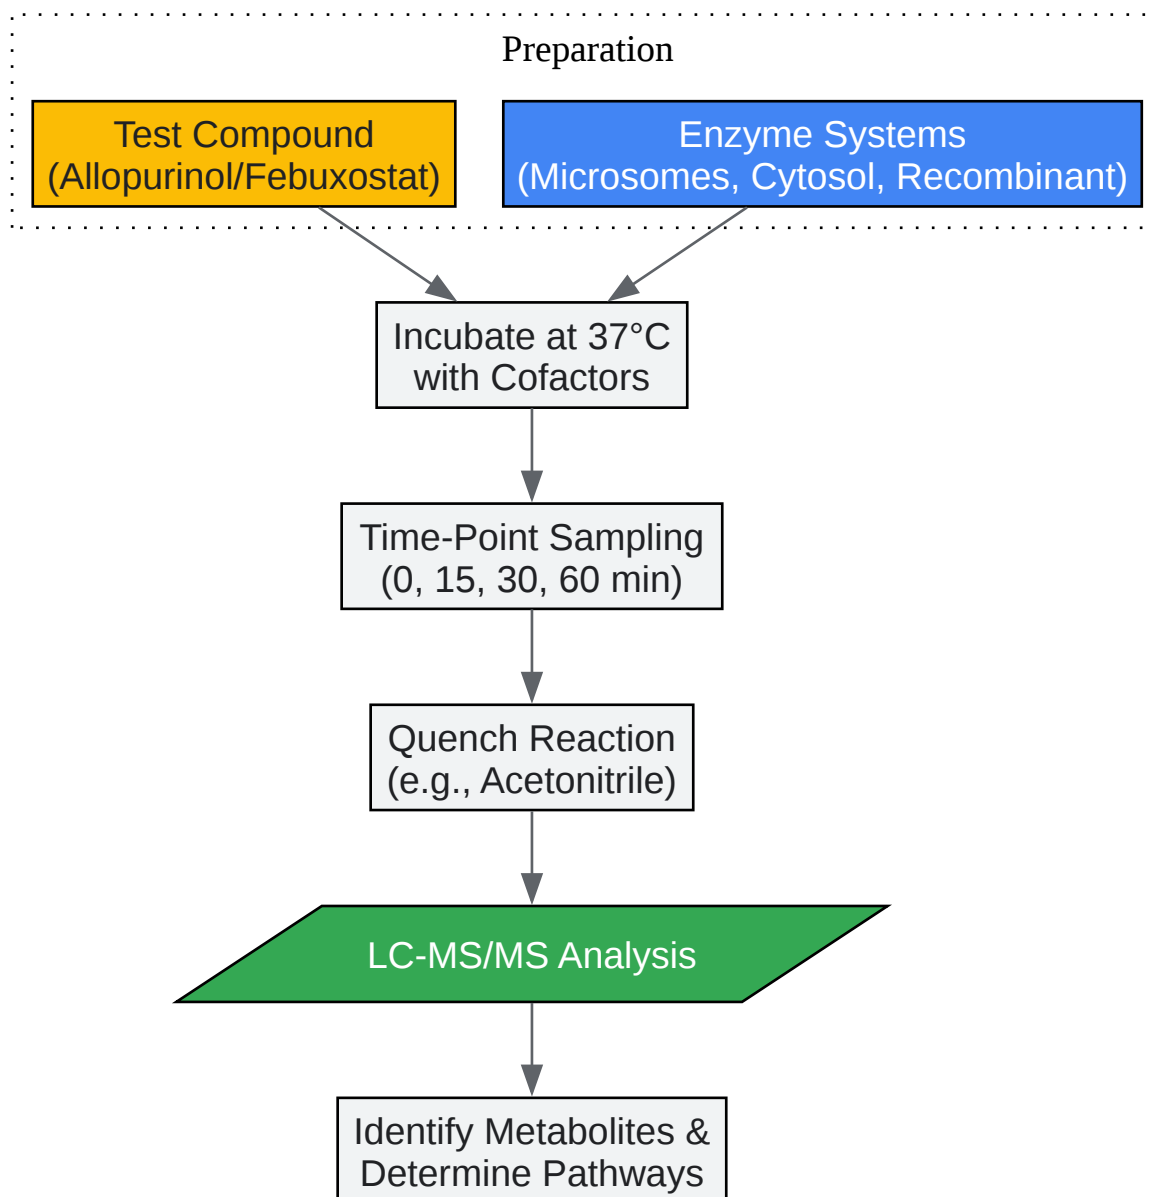 Preparation
Test Compound
(Allopurinol/Febuxostat)
Enzyme Systems
(Microsomes, Cytosol, Recombinant)
Incubate at 37°C
with Cofactors
Time-Point Sampling
(0, 15, 30, 60 min)
Quench Reaction
(e.g., Acetonitrile)
LC-MS/MS Analysis
Identify Metabolites &
Determine Pathways